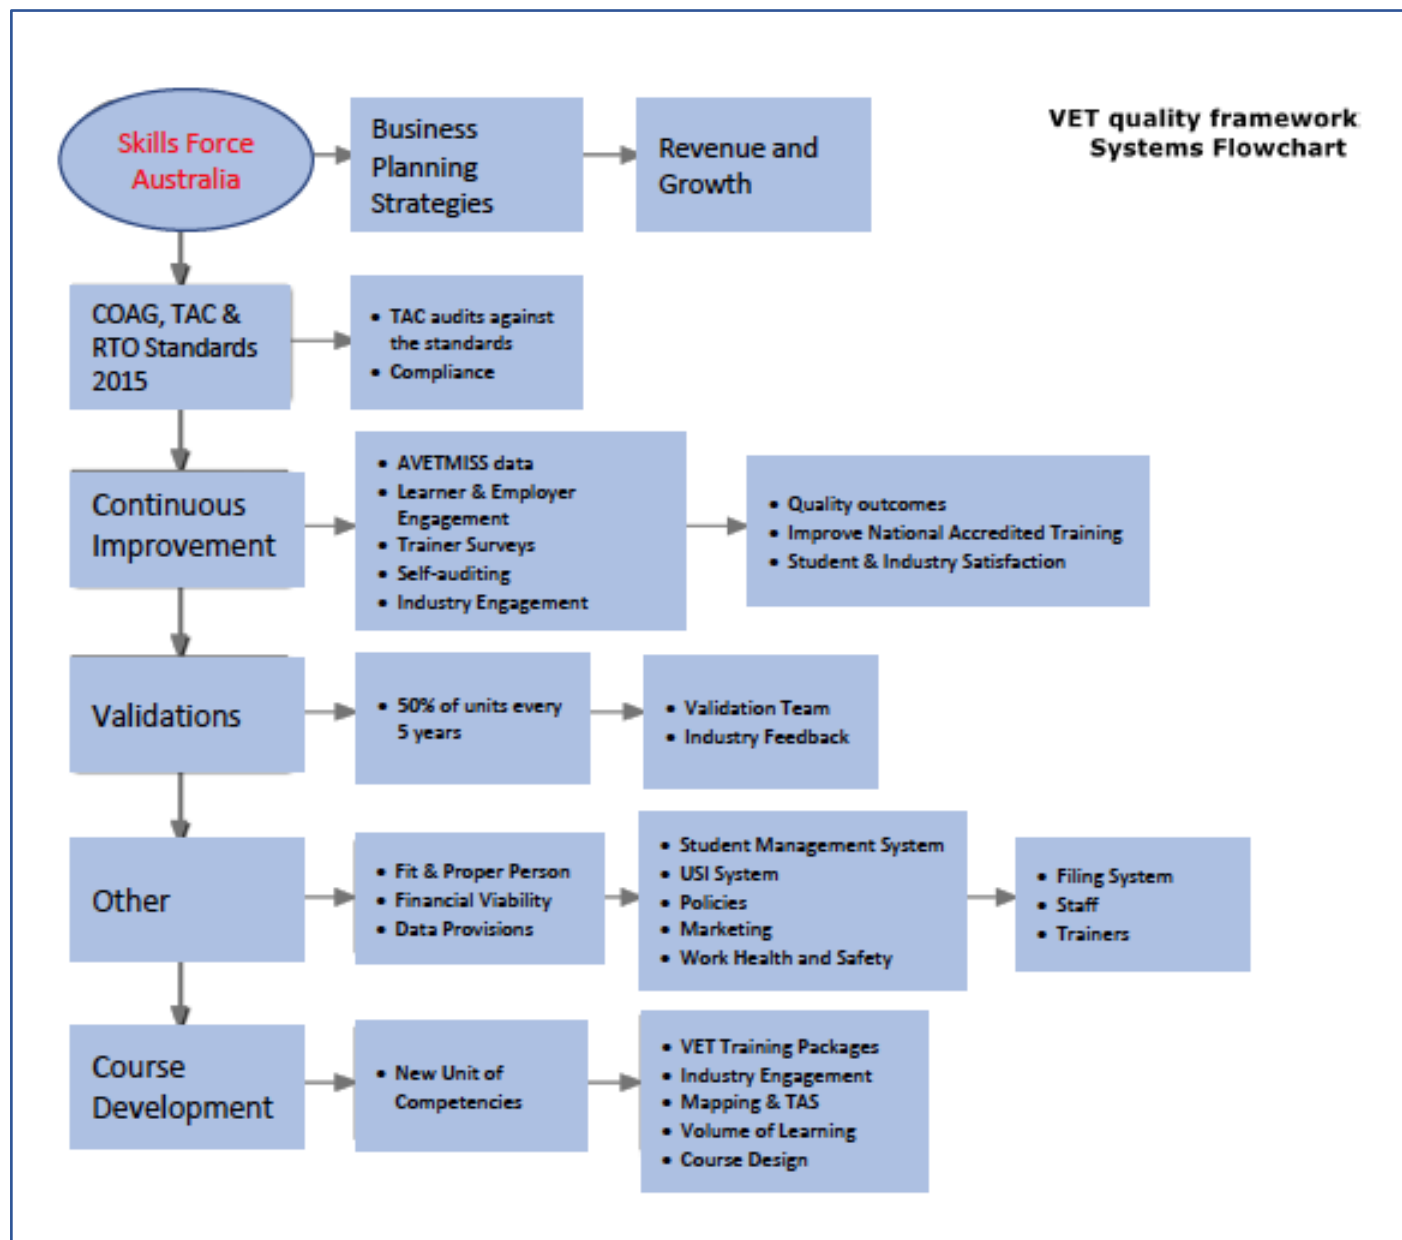 VET quality framework
Systems Flowchart
Skills Force
Australia
Business
Planning
Strategies
Revenue and
Growth
COAG, TAC &
RTO Standards
2015
• TAC audits against
the standards
• Compliance
Continuous
Improvement
• AVETMISS data
• Learner & Employer
Engagement
• Trainer Surveys
• Self-auditing
• Industry Engagement
• Quality outcomes
• Improve National Accredited Training
• Student & Industry Satisfaction
Validations
• 50% of units every
5 years
• Validation Team
• Industry Feedback
Other
• Fit & Proper Person
• Financial Viability
• Data Provisions
• Student Management System
• USI System
• Policies
• Marketing
• Work Health and Safety
• Filing System
• Staff
• Trainers
Course
Development
• New Unit of
Competencies
• VET Training Packages
• Industry Engagement
• Mapping & TAS
• Volume of Learning
• Course Design